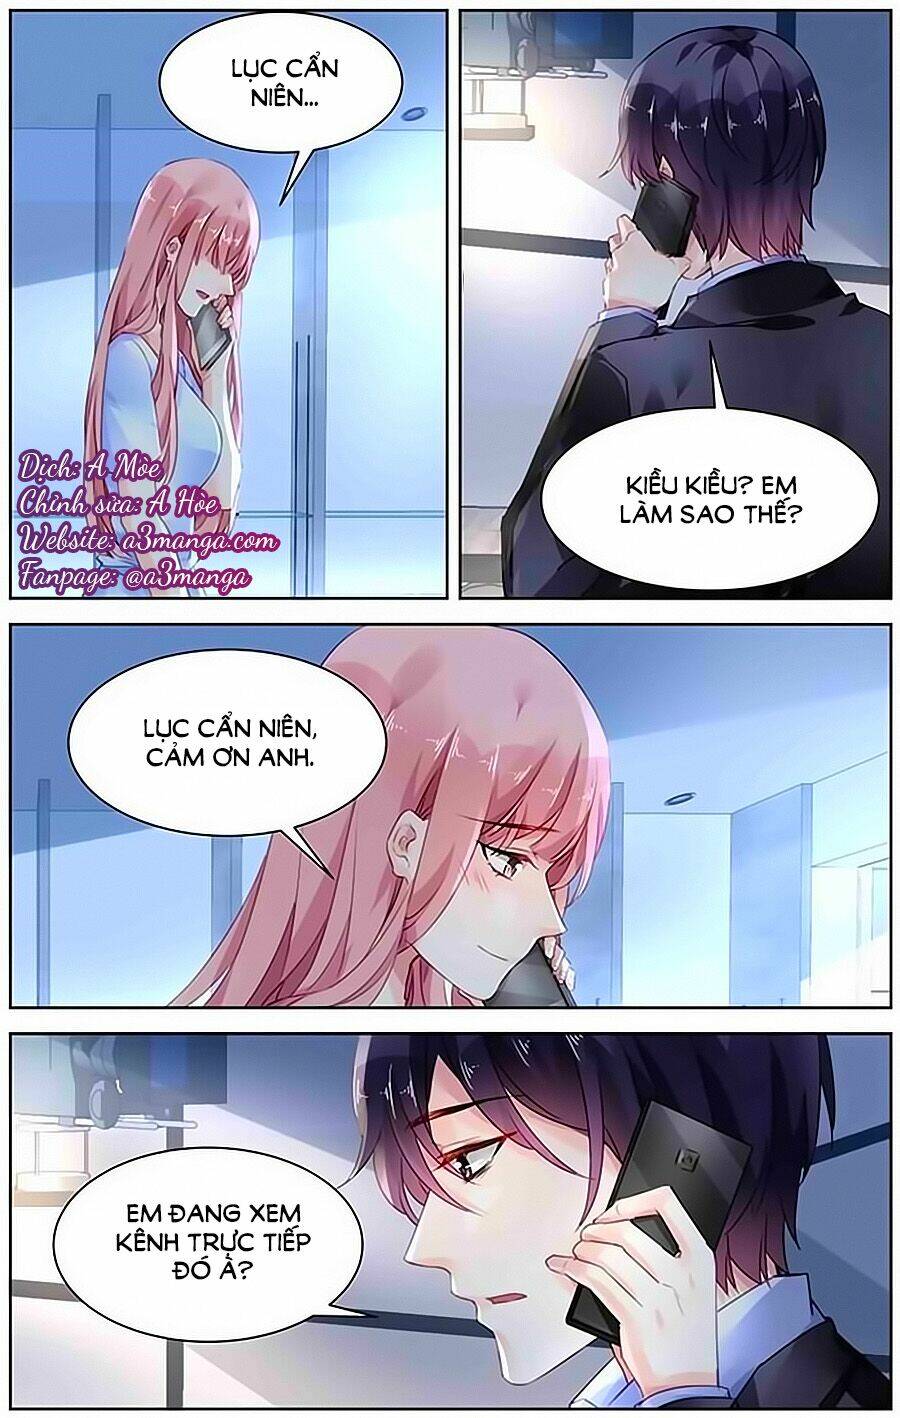 LỤC CẨN
NIÊN...
KIỀU KIỀU? EM
LÀM SAO THẾ?
Dịch: A Mòe
Chỉnh sửa: A Hòe
Website: a3manga.com
Fanpage: @a3manga
LỤC CẨN NIÊN,
CẢM ƠN ANH.
EM ĐANG XEM
KÊNH TRỰC TIẾP
ĐÓ À?